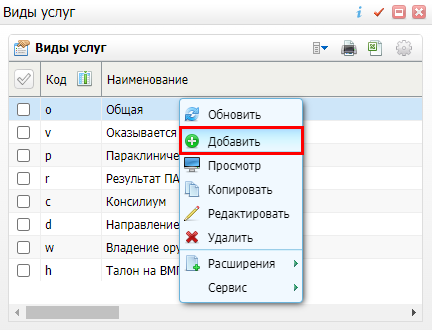 Виды услуг
Виды услуг
Код Наименование
o Общая
v Оказывается
p Параклиниче
r Результат ПА
c Консилиум
d Направление
w Владение ору
h Талон на ВМП
Обновить
Добавить
Просмотр
Копировать
Редактировать
Удалить
Расширения
Сервис